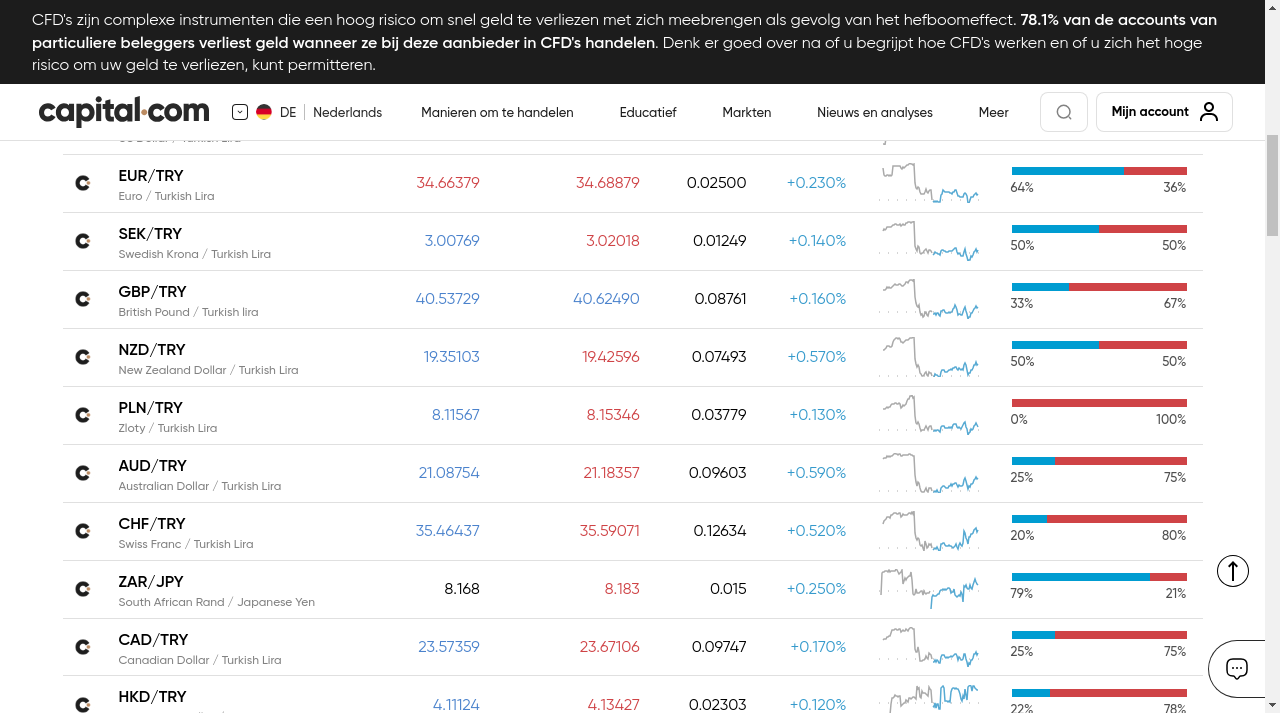 CFD's zijn complexe instrumenten die een hoog risico om snel geld te verliezen met zich meebrengen als gevolg van het hefboomeffect. 78.1% van de accounts van
particuliere beleggers verliest geld wanneer ze bij deze aanbieder in CFD's handelen. Denk er goed over na of u begrijpt hoe CFD's werken en of u zich het hoge
risico om uw geld te verliezen, kunt permitteren.
capital.com DE Nederlands Manieren om te handelen Educatief Markten Nieuws en analyses Meer Mijn account
EUR/TRY 34.66379 34.68879 0.02500 +0.230%
Euro / Turkish Lira 64% 36%
SEK/TRY 3.00769 3.02018 0.01249 +0.140%
Swedish Krona / Turkish Lira 50% 50%
GBP/TRY 40.53729 40.62490 0.08761 +0.160%
British Pound / Turkish lira 33% 67%
NZD/TRY 19.35103 19.42596 0.07493 +0.570%
New Zealand Dollar / Turkish Lira 50% 50%
PLN/TRY 8.11567 8.15346 0.03779 +0.130%
Zloty / Turkish Lira 0% 100%
AUD/TRY 21.08754 21.18357 0.09603 +0.590%
Australian Dollar / Turkish Lira 25% 75%
CHF/TRY 35.46437 35.59071 0.12634 +0.520%
Swiss Franc / Turkish Lira 20% 80%
ZAR/JPY 8.168 8.183 0.015 +0.250%
South African Rand / Japanese Yen 79% 21%
CAD/TRY 23.57359 23.67106 0.09747 +0.170%
Canadian Dollar / Turkish Lira 25% 75%
HKD/TRY 4.11124 4.13427 0.02303 +0.120%
22% 78%